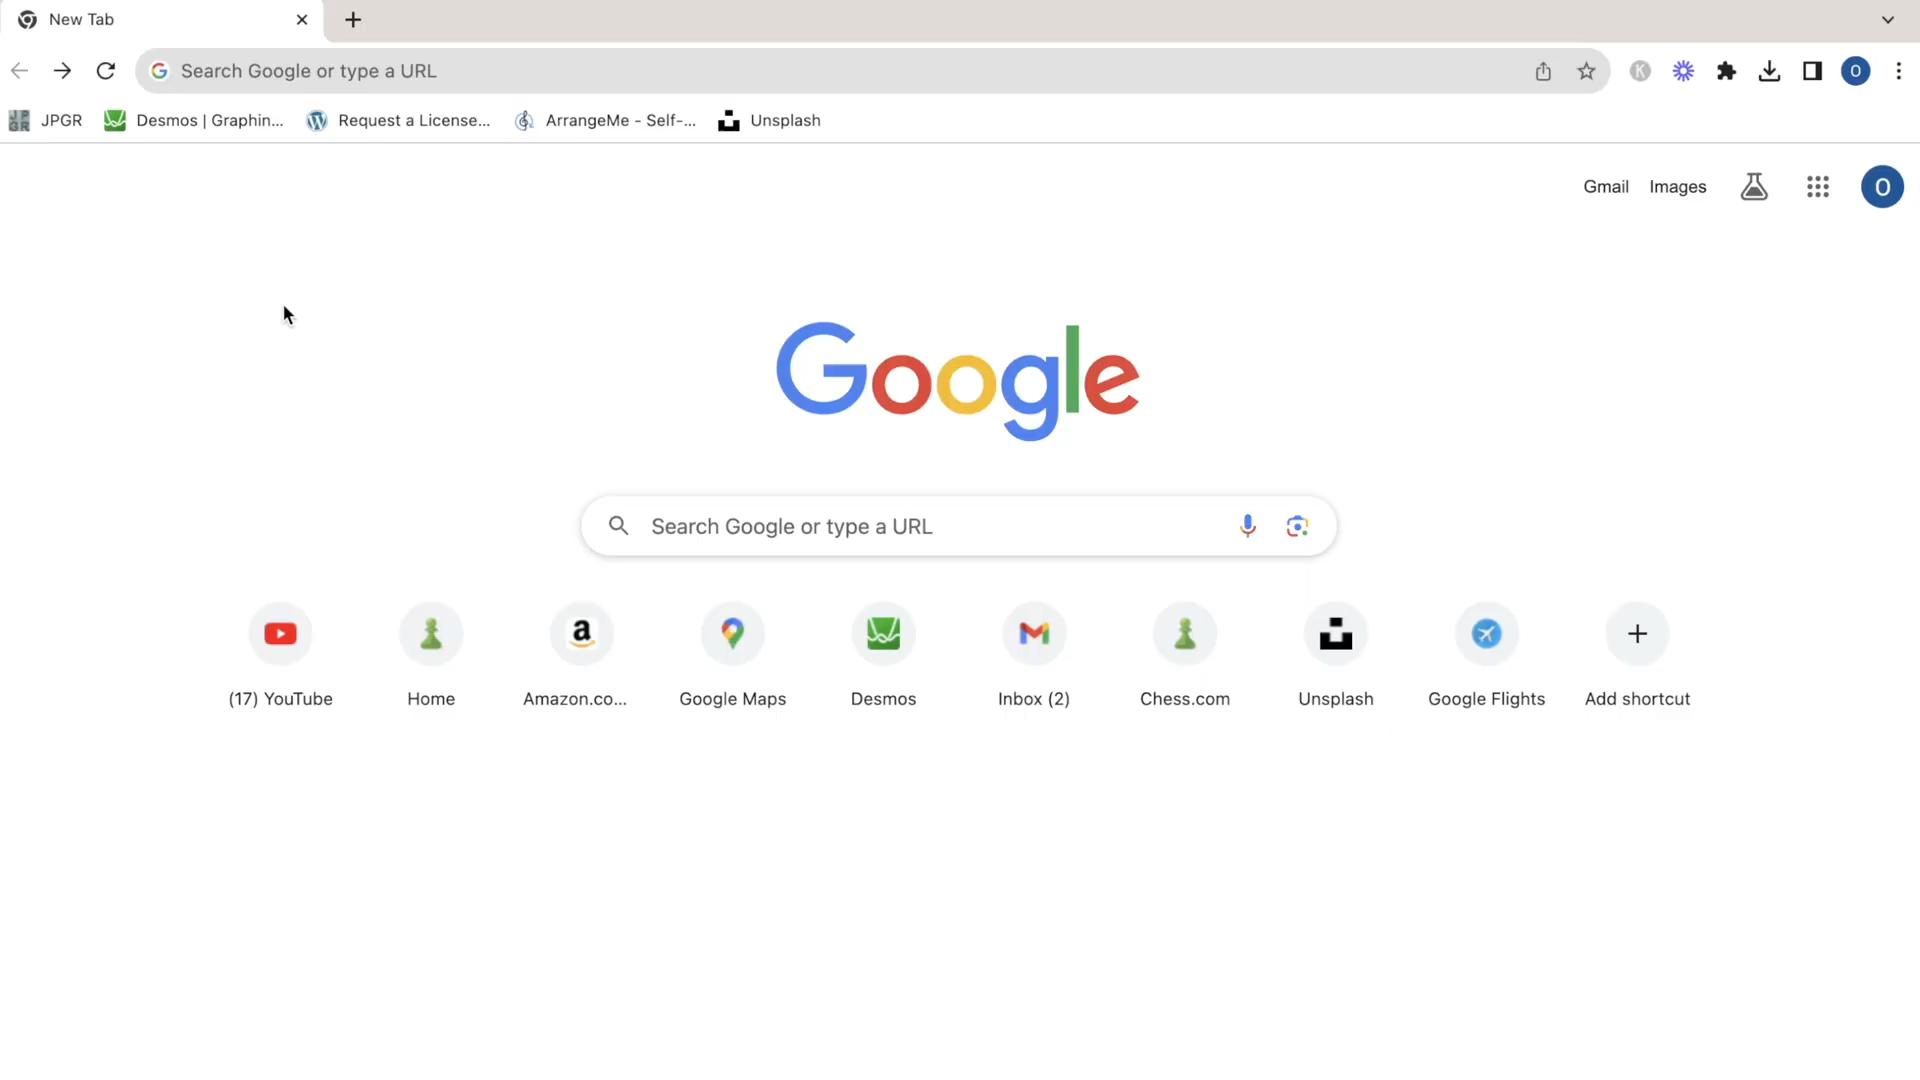 New Tab
Search Google or type a URL
O
JPGR
Desmos | Graphin...
Request a License...
ArrangeMe - Self-...
Unsplash
Gmail
Images
O
Google
Search Google or type a URL
(17) YouTube
Home
Amazon.co...
Google Maps
Desmos
Inbox (2)
Chess.com
Unsplash
Google Flights
Add shortcut